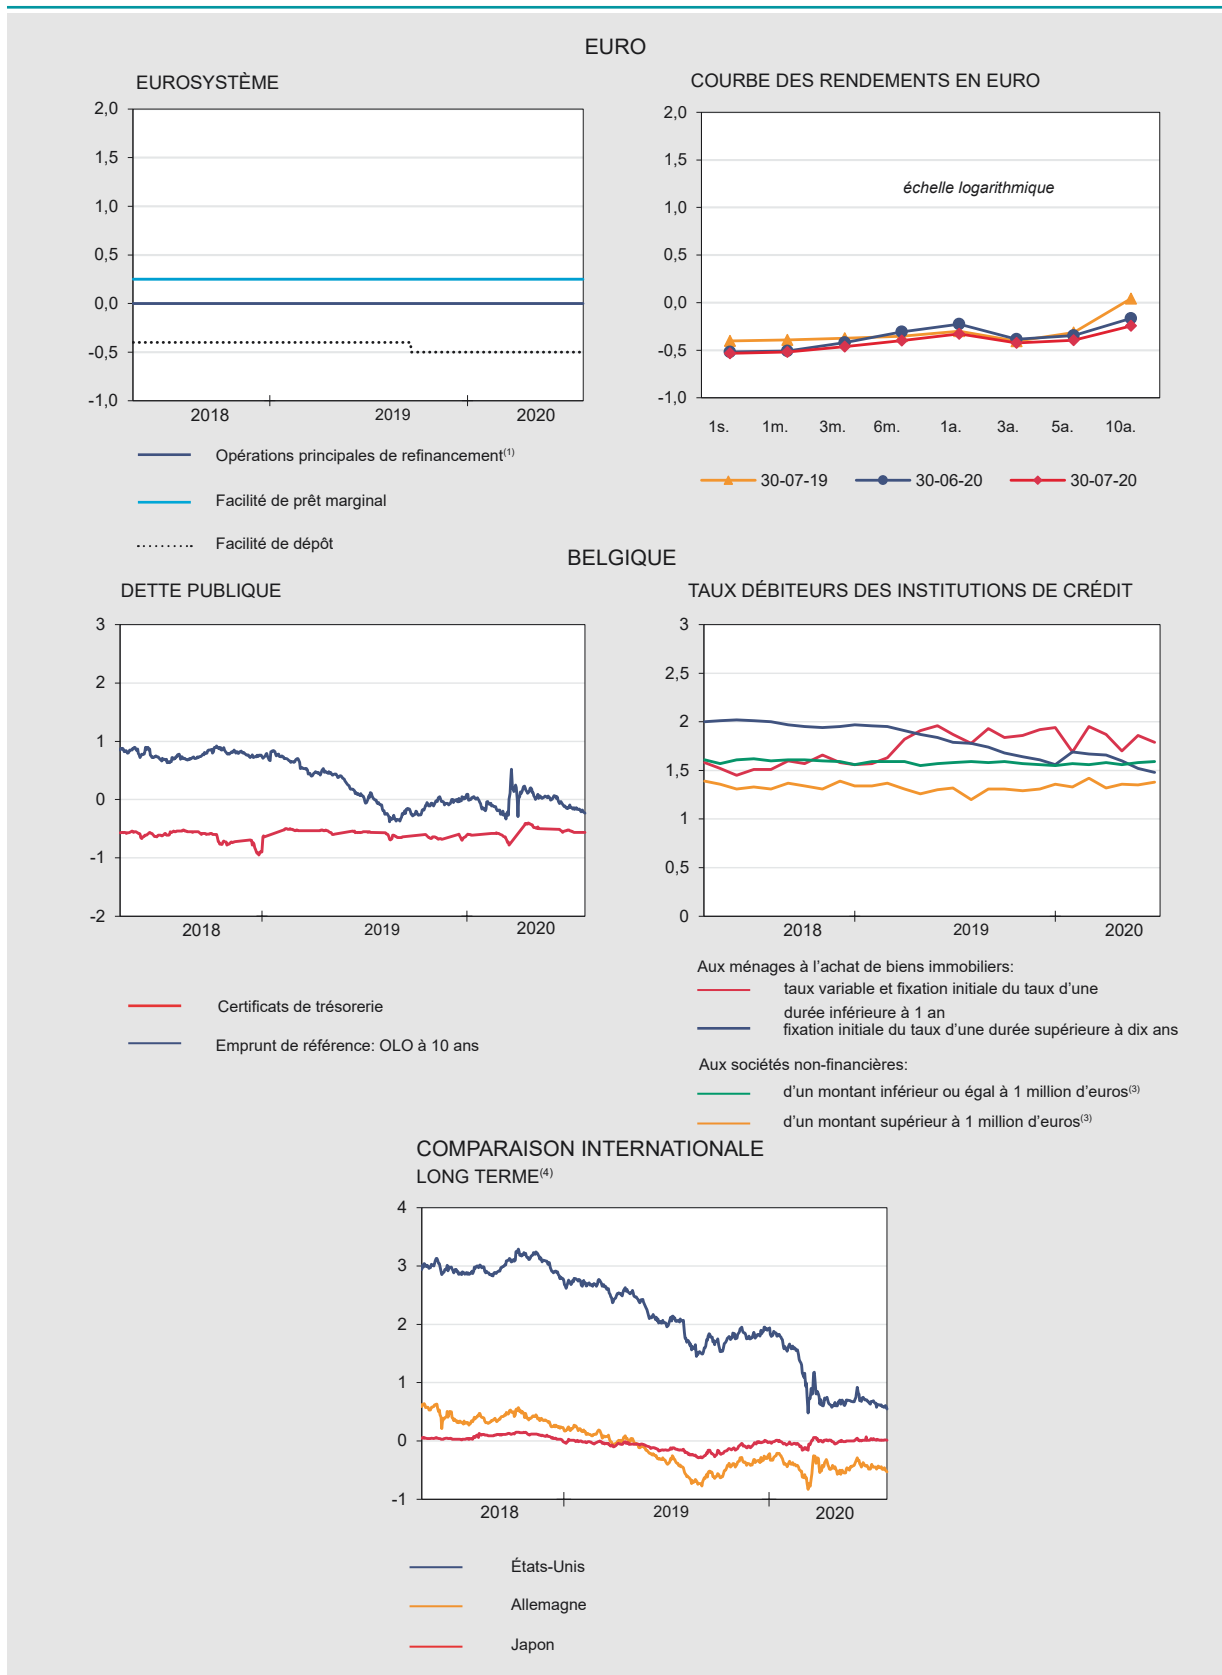 EURO
EUROSYSTÈME
2,0
1,5
1,0
0,5
0,0
-0,5
-1,0
2018 2019 2020
Opérations principales de refinancement(1)
Facilité de prêt marginal
Facilité de dépôt
COURBE DES RENDEMENTS EN EURO
2,0
1,5
1,0
0,5
0,0
-0,5
-1,0
échelle logarithmique
1s. 1m. 3m. 6m. 1a. 3a. 5a. 10a.
30-07-19 30-06-20 30-07-20
BELGIQUE
DETTE PUBLIQUE
3
2
1
0
-1
-2
2018 2019 2020
Certificats de trésorerie
Emprunt de référence: OLO à 10 ans
TAUX DÉBITEURS DES INSTITUTIONS DE CRÉDIT
3
2,5
2
1,5
1
0,5
0
2018 2019 2020
Aux ménages à l’achat de biens immobiliers:
taux variable et fixation initiale du taux d’une
durée inférieure à 1 an
fixation initiale du taux d’une durée supérieure à dix ans
Aux sociétés non-financières:
d’un montant inférieur ou égal à 1 million d’euros(3)
d’un montant supérieur à 1 million d’euros(3)
COMPARAISON INTERNATIONALE
LONG TERME(4)
4
3
2
1
0
-1
2018 2019 2020
États-Unis
Allemagne
Japon